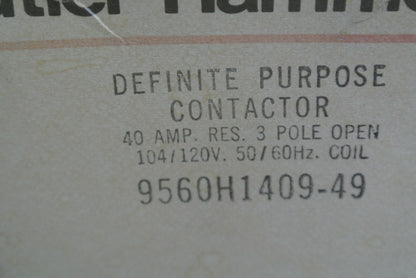 DEFINITE PURPOSE
CONTACTOR
40 AMP. RES. 3 POLE OPEN
104/120V. 50/60Hz. COIL
9560H1409-49